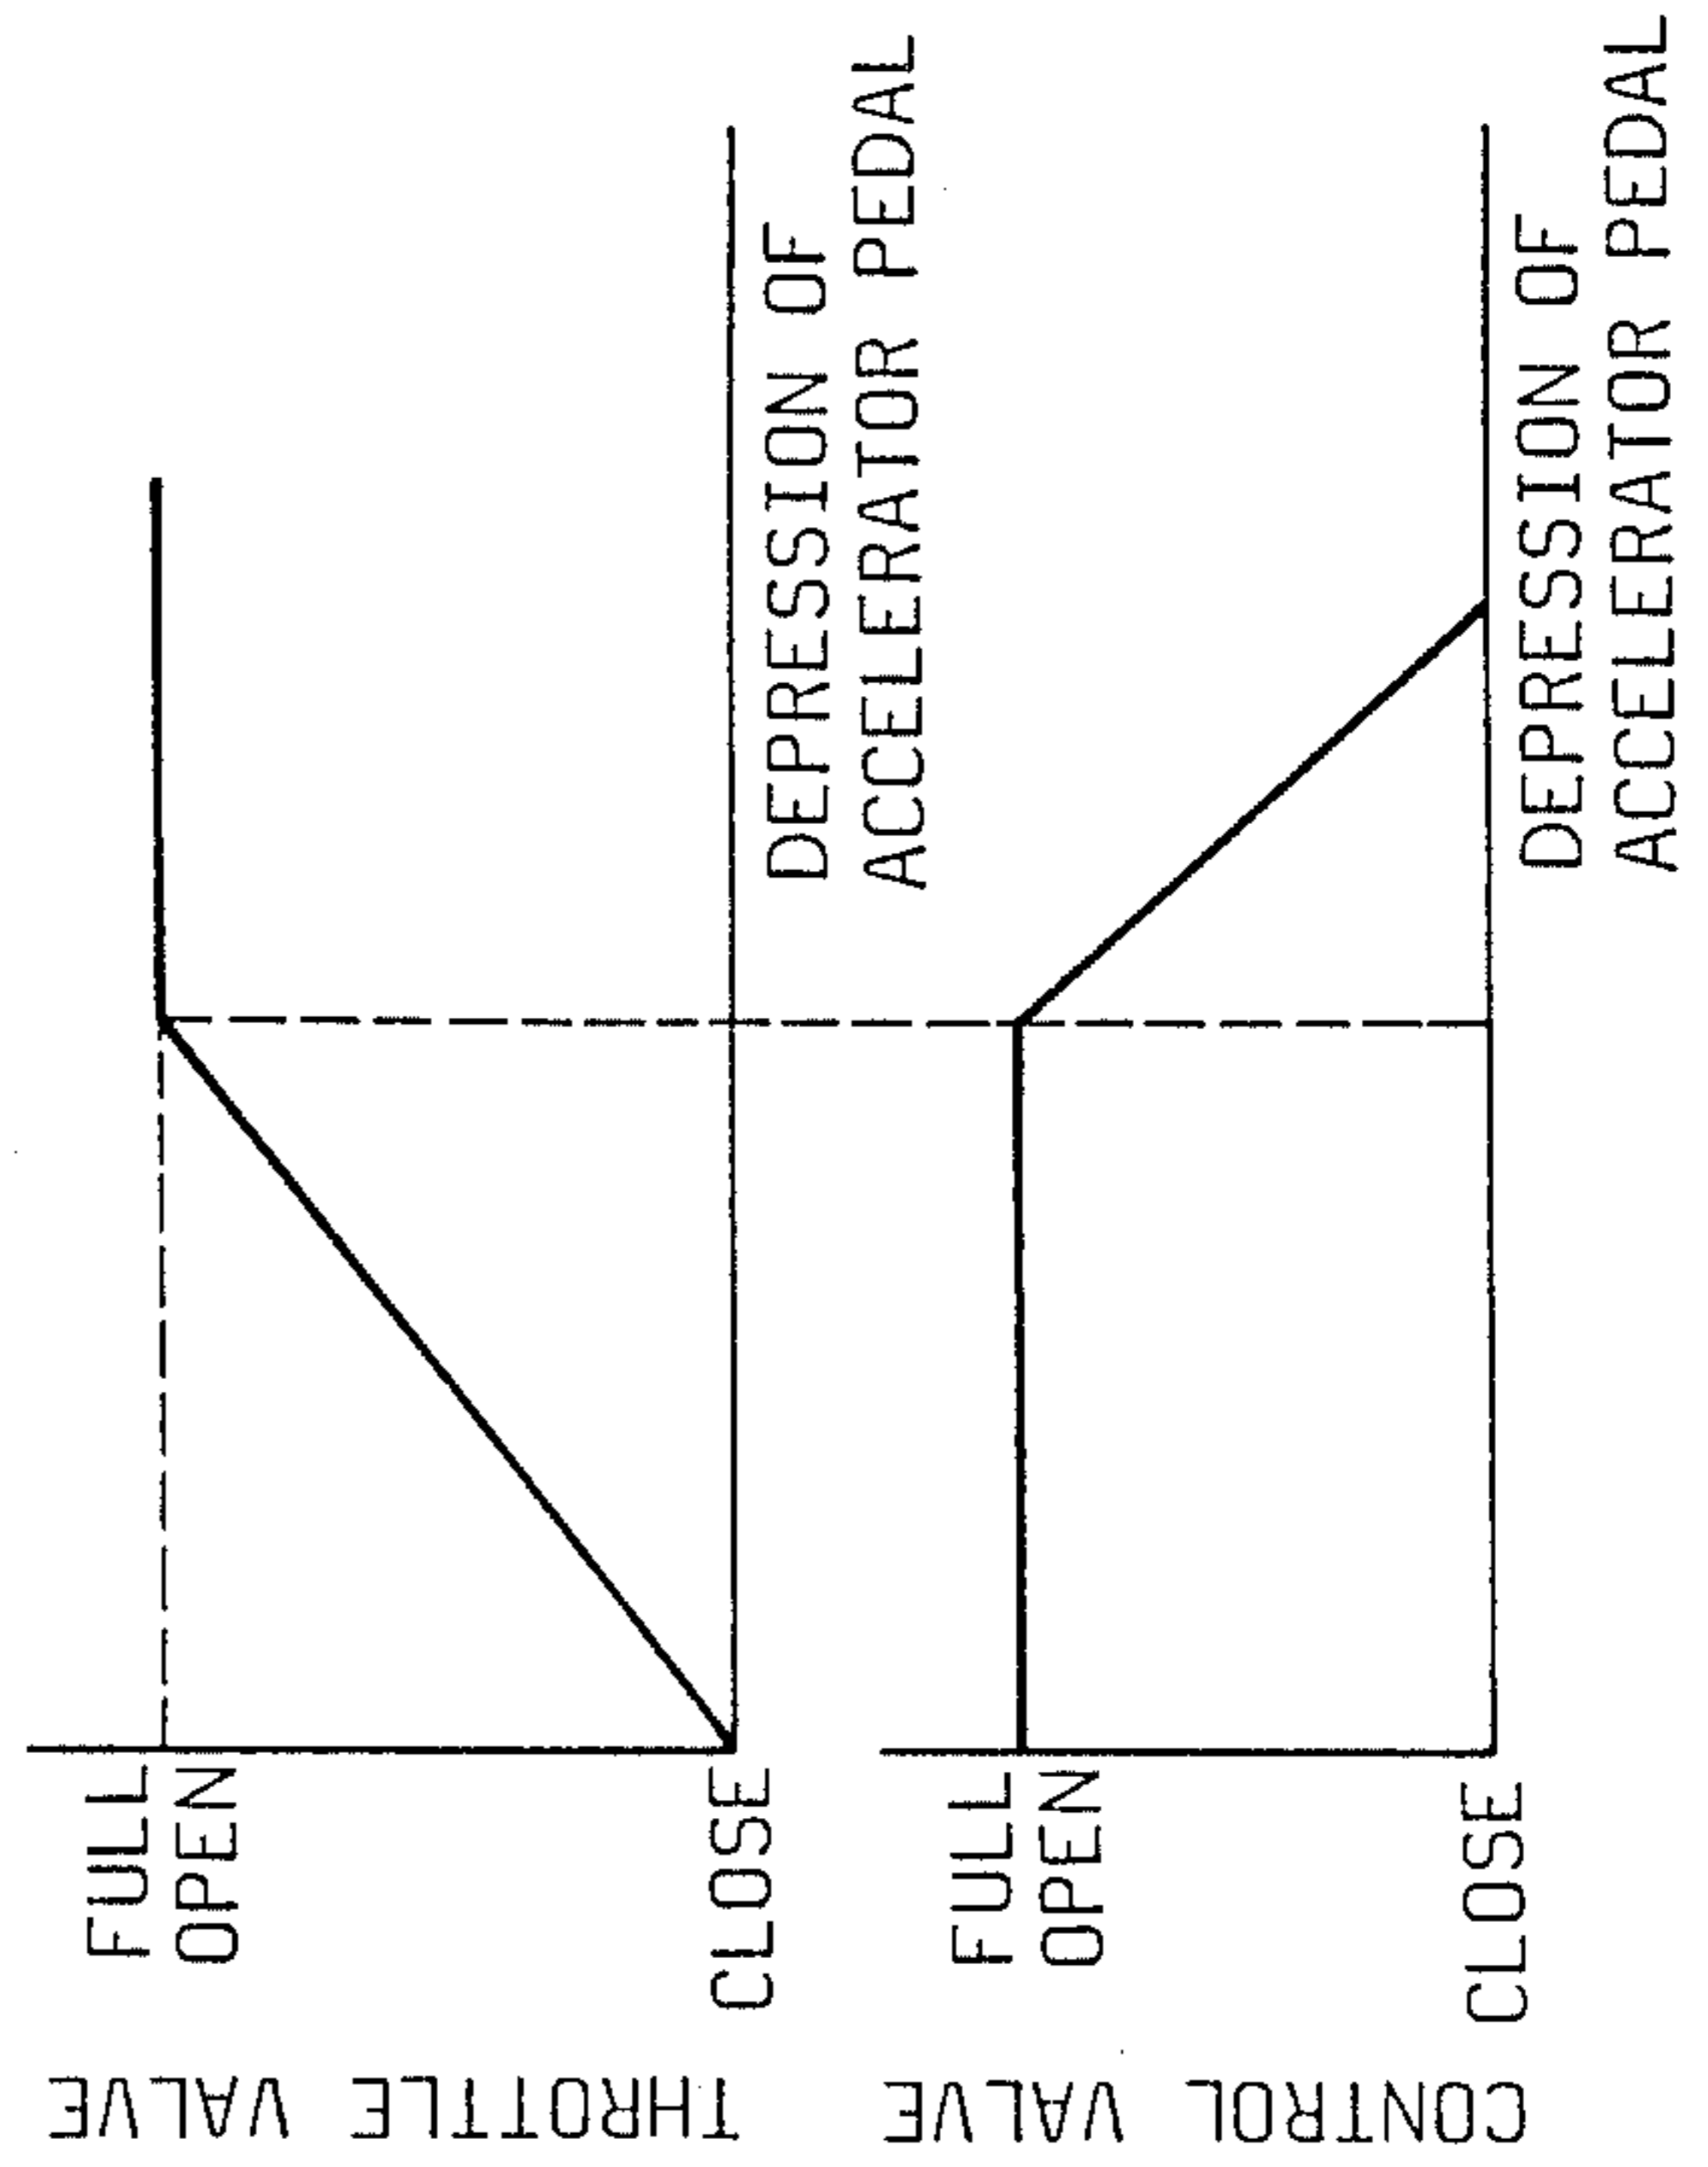 THROTTLE VALVE
FULL
OPEN
CLOSE
DEPRESSION OF
ACCELERATOR PEDAL
CONTROL VALVE
FULL
OPEN
CLOSE
DEPRESSION OF
ACCELERATOR PEDAL